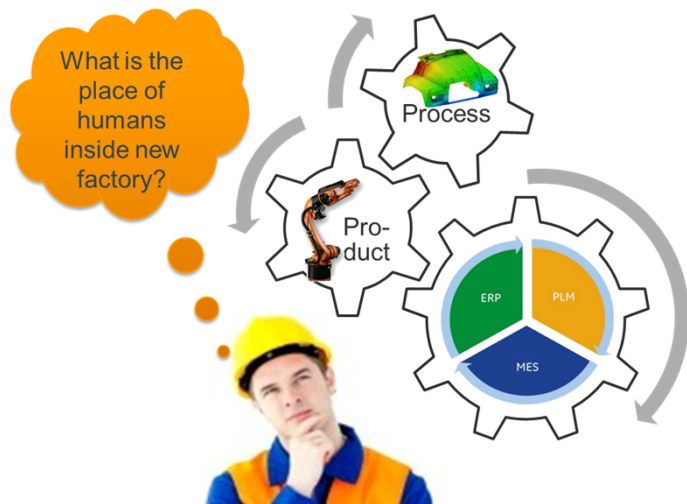 What is the
place of
humans
inside new
factory?
Process
Pro-
duct
ERP
PLM
MES